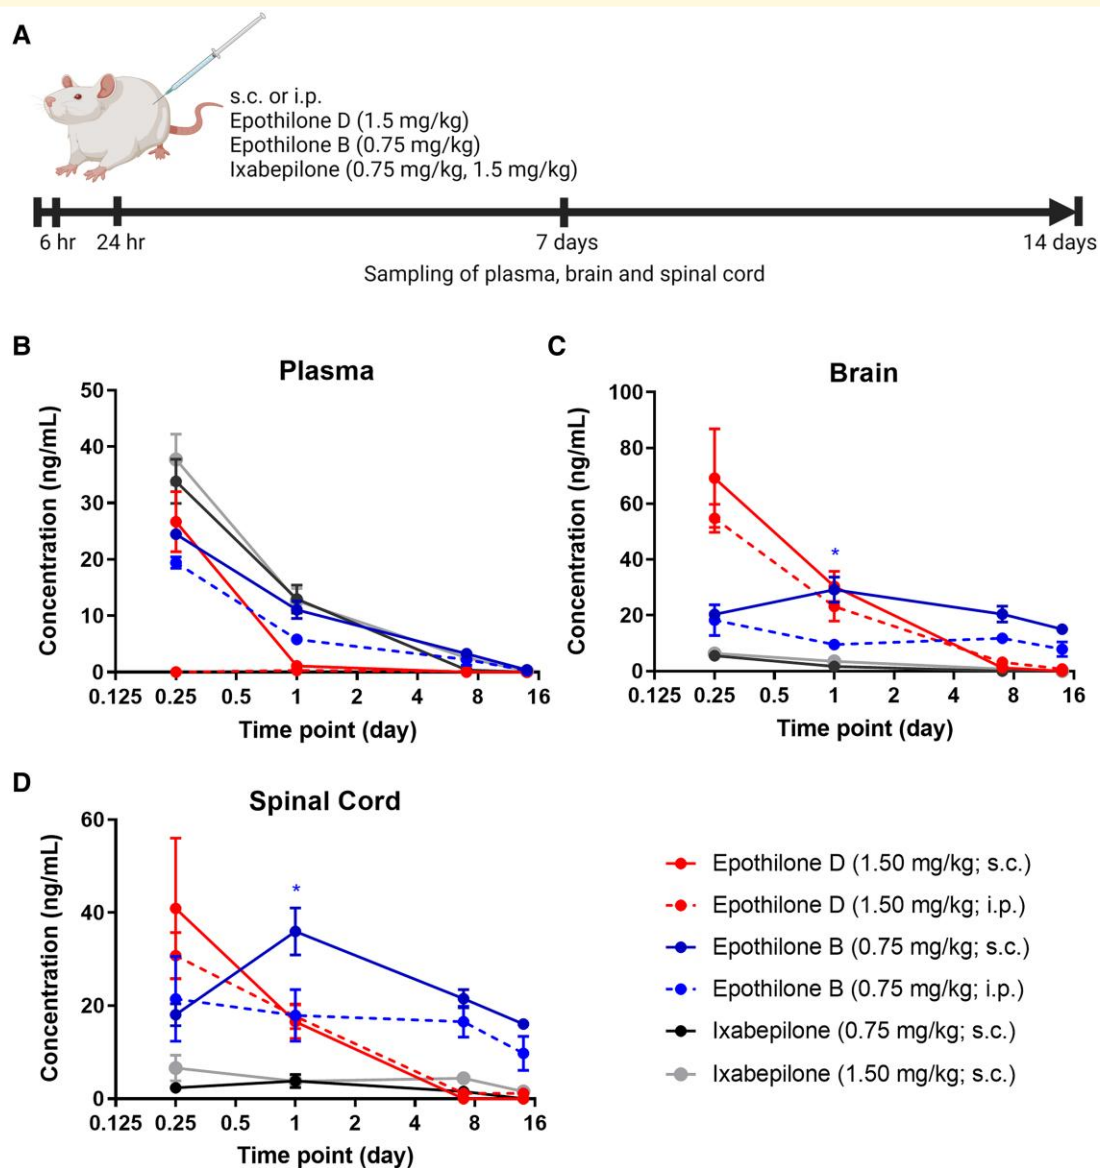 A
s.c. or i.p.
Epothilone D (1.5 mg/kg)
Epothilone B (0.75 mg/kg)
Ixabepilone (0.75 mg/kg, 1.5 mg/kg)
6 hr 24 hr 7 days 14 days
Sampling of plasma, brain and spinal cord
B
Plasma
Concentration (ng/mL)
50
40
30
20
10
0
0.125 0.25 0.5 1 2 4 8 16
Time point (day)
C
Brain
Concentration (ng/mL)
100
80
60
40
20
0
*
0.125 0.25 0.5 1 2 4 8 16
Time point (day)
D
Spinal Cord
Concentration (ng/mL)
60
40
20
0
*
0.125 0.25 0.5 1 2 4 8 16
Time point (day)
Epothilone D (1.50 mg/kg; s.c.)
Epothilone D (1.50 mg/kg; i.p.)
Epothilone B (0.75 mg/kg; s.c.)
Epothilone B (0.75 mg/kg; i.p.)
Ixabepilone (0.75 mg/kg; s.c.)
Ixabepilone (1.50 mg/kg; s.c.)